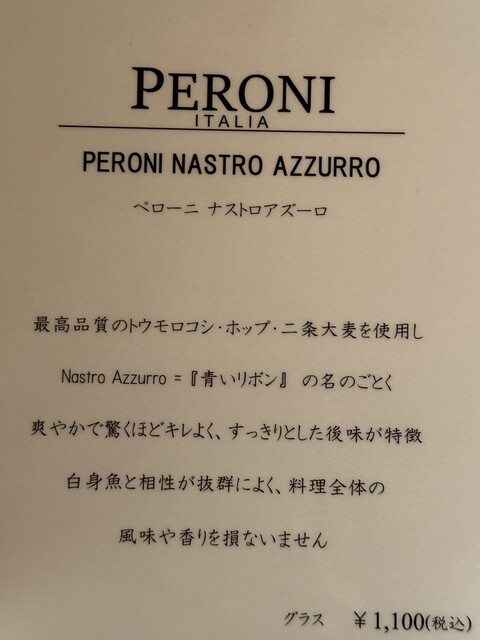 PERONI
ITALIA
PERONI NASTRO AZZURRO
ペローニ ナストロアズーロ
最高品質のトウモロコシ・ホップ・二条大麦を使用し
Nastro Azzurro =『青いリボン』 の名のごとく
爽やかで驚くほどキレよく、すっきりとした後味が特徴
白身魚と相性が抜群によく、料理全体の
風味や香りを損ないません
グラス ￥1,100(税込)